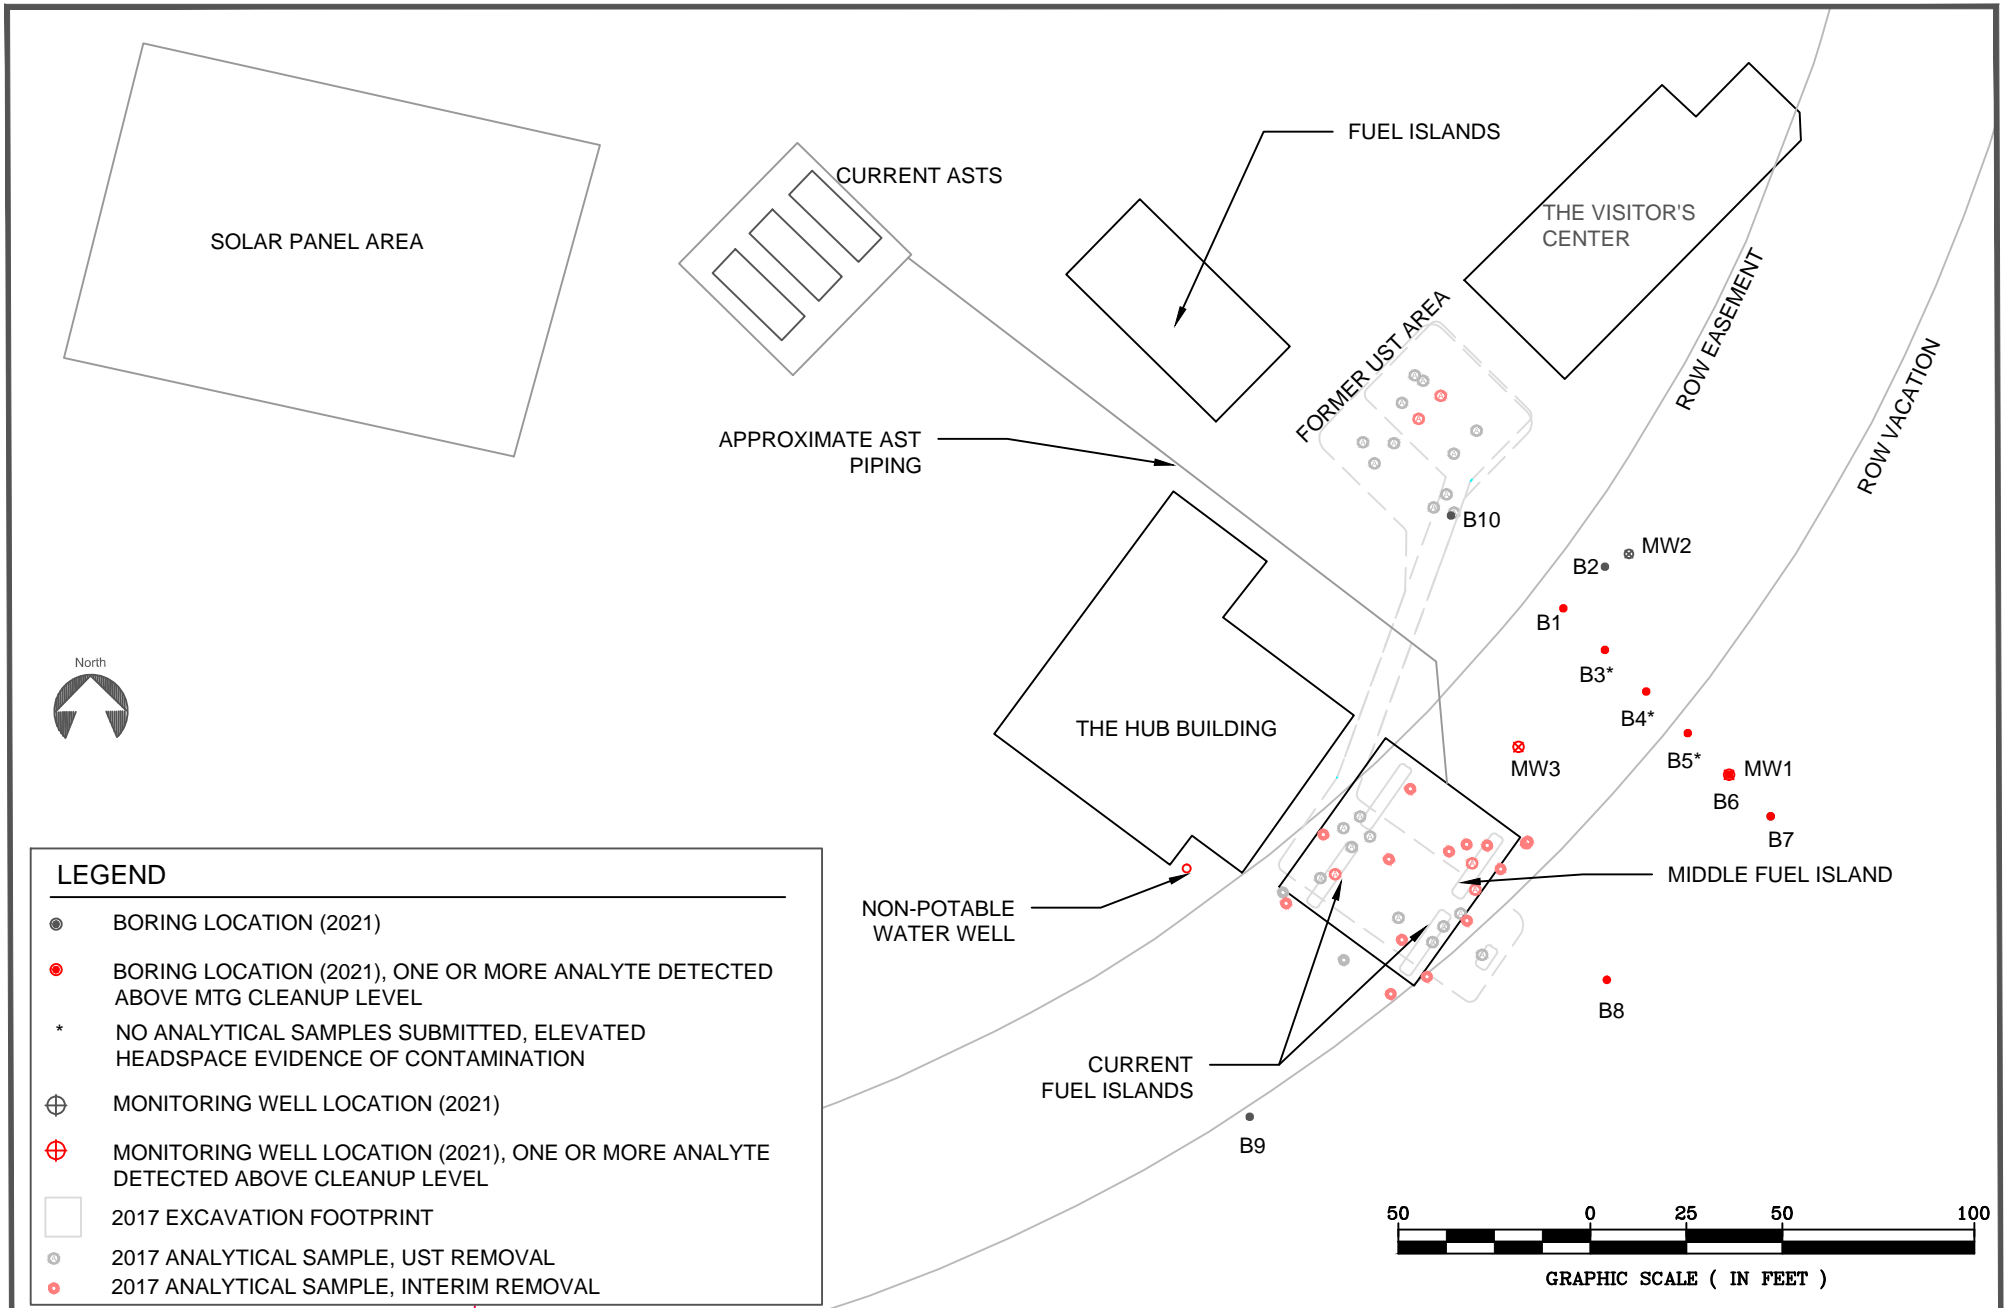 FUEL ISLANDS
CURRENT ASTS
THE VISITOR'S
CENTER
SOLAR PANEL AREA
ROW EASEMENT
FORMER UST AREA
ROW VACATION
APPROXIMATE AST
PIPING
B10
MW2
B2
B1
North
B3*
B4*
THE HUB BUILDING
B5*
MW3
MW1
B6
B7
MIDDLE FUEL ISLAND
NON-POTABLE
WATER WELL
B8
CURRENT
FUEL ISLANDS
B9
LEGEND
BORING LOCATION (2021)
BORING LOCATION (2021), ONE OR MORE ANALYTE DETECTED
ABOVE MTG CLEANUP LEVEL
* NO ANALYTICAL SAMPLES SUBMITTED, ELEVATED
HEADSPACE EVIDENCE OF CONTAMINATION
MONITORING WELL LOCATION (2021)
MONITORING WELL LOCATION (2021), ONE OR MORE ANALYTE
DETECTED ABOVE CLEANUP LEVEL
2017 EXCAVATION FOOTPRINT
2017 ANALYTICAL SAMPLE, UST REMOVAL
2017 ANALYTICAL SAMPLE, INTERIM REMOVAL
50 0 25 50 100
GRAPHIC SCALE ( IN FEET )